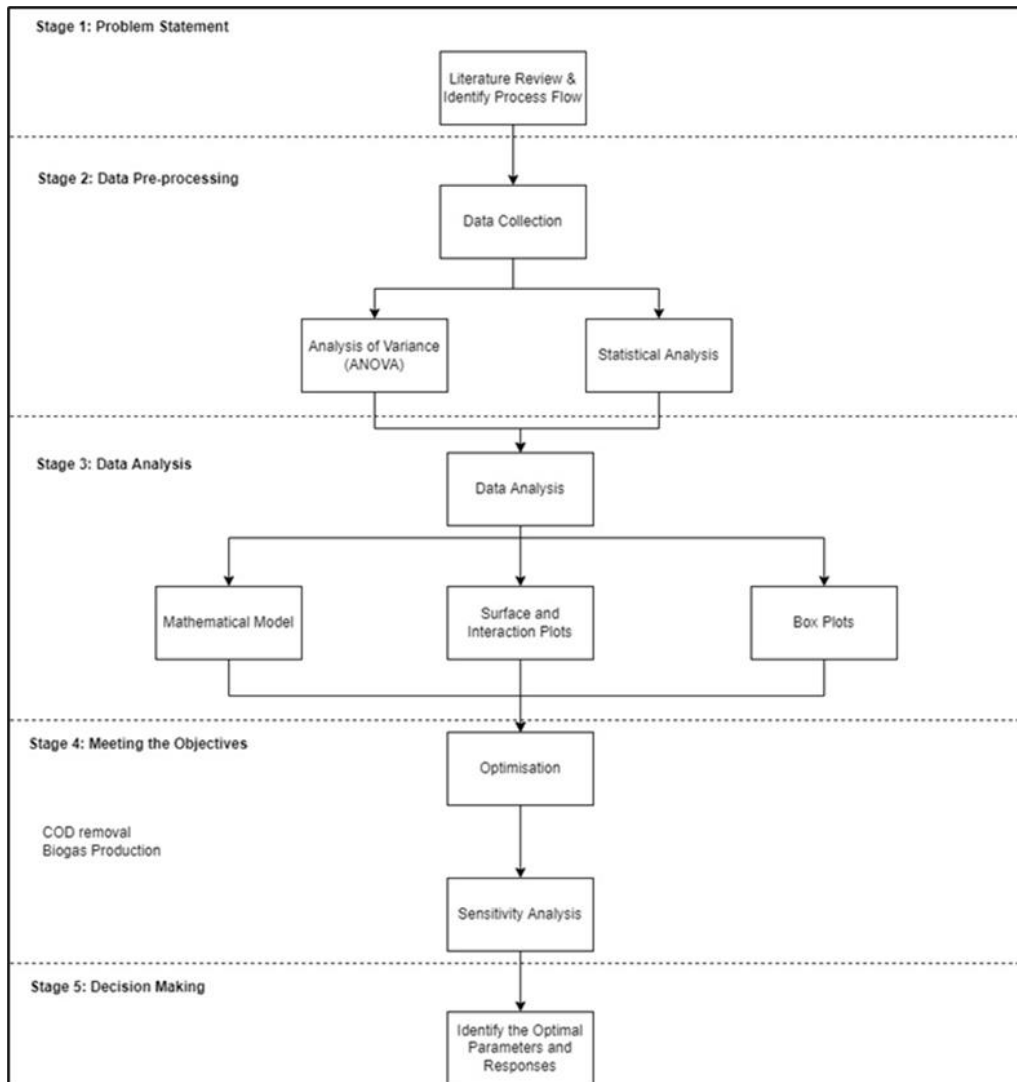 Stage 1: Problem Statement
Literature Review &
Identify Process Flow
Stage 2: Data Pre-processing
Data Collection
Analysis of Variance
(ANOVA)
Statistical Analysis
Stage 3: Data Analysis
Data Analysis
Mathematical Model
Surface and
Interaction Plots
Box Plots
Stage 4: Meeting the Objectives
Optimisation
COD removal
Biogas Production
Sensitivity Analysis
Stage 5: Decision Making
Identify the Optimal
Parameters and
Responses